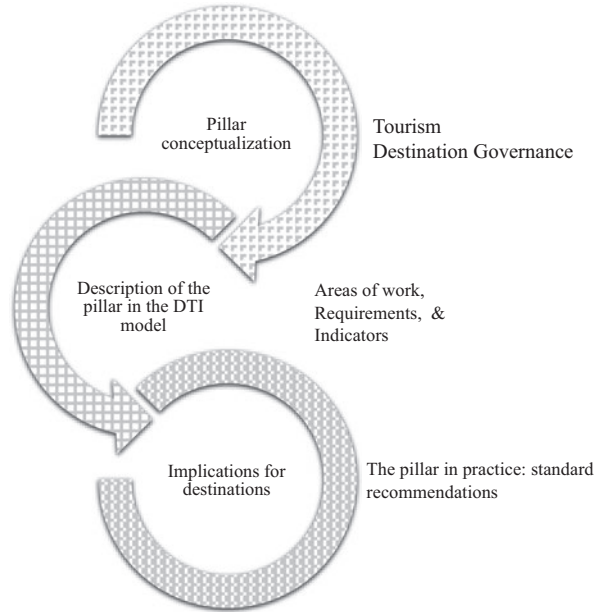 Pillar
conceptualization
Tourism
Destination Governance
Description of the
pillar in the DTI
model
Areas of work,
Requirements, &
Indicators
Implications for
destinations
The pillar in practice: standard
recommendations